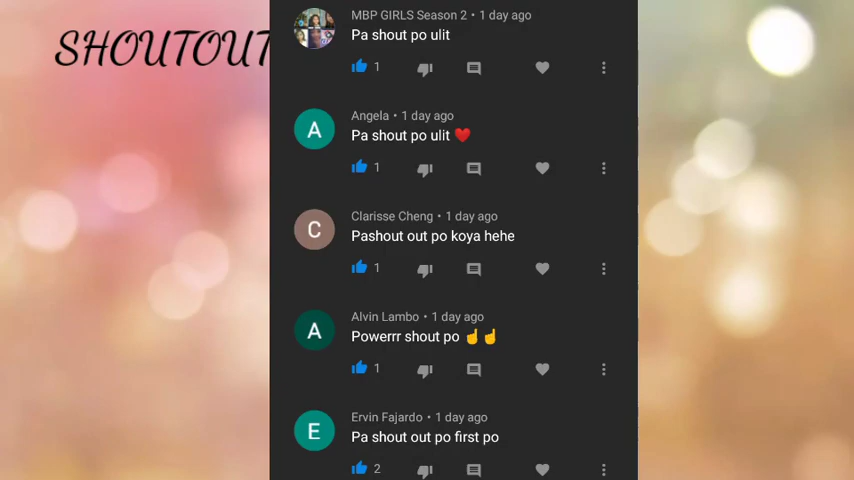 SHOUTOUT
MBP GIRLS Season 2 • 1 day ago
Pa shout po ulit
1
A
Angela • 1 day ago
Pa shout po ulit ❤️
1
C
Clarisse Cheng • 1 day ago
Pashout out po koya hehe
1
A
Alvin Lambo • 1 day ago
Powerrr shout po ☝️☝️
1
E
Ervin Fajardo • 1 day ago
Pa shout out po first po
2